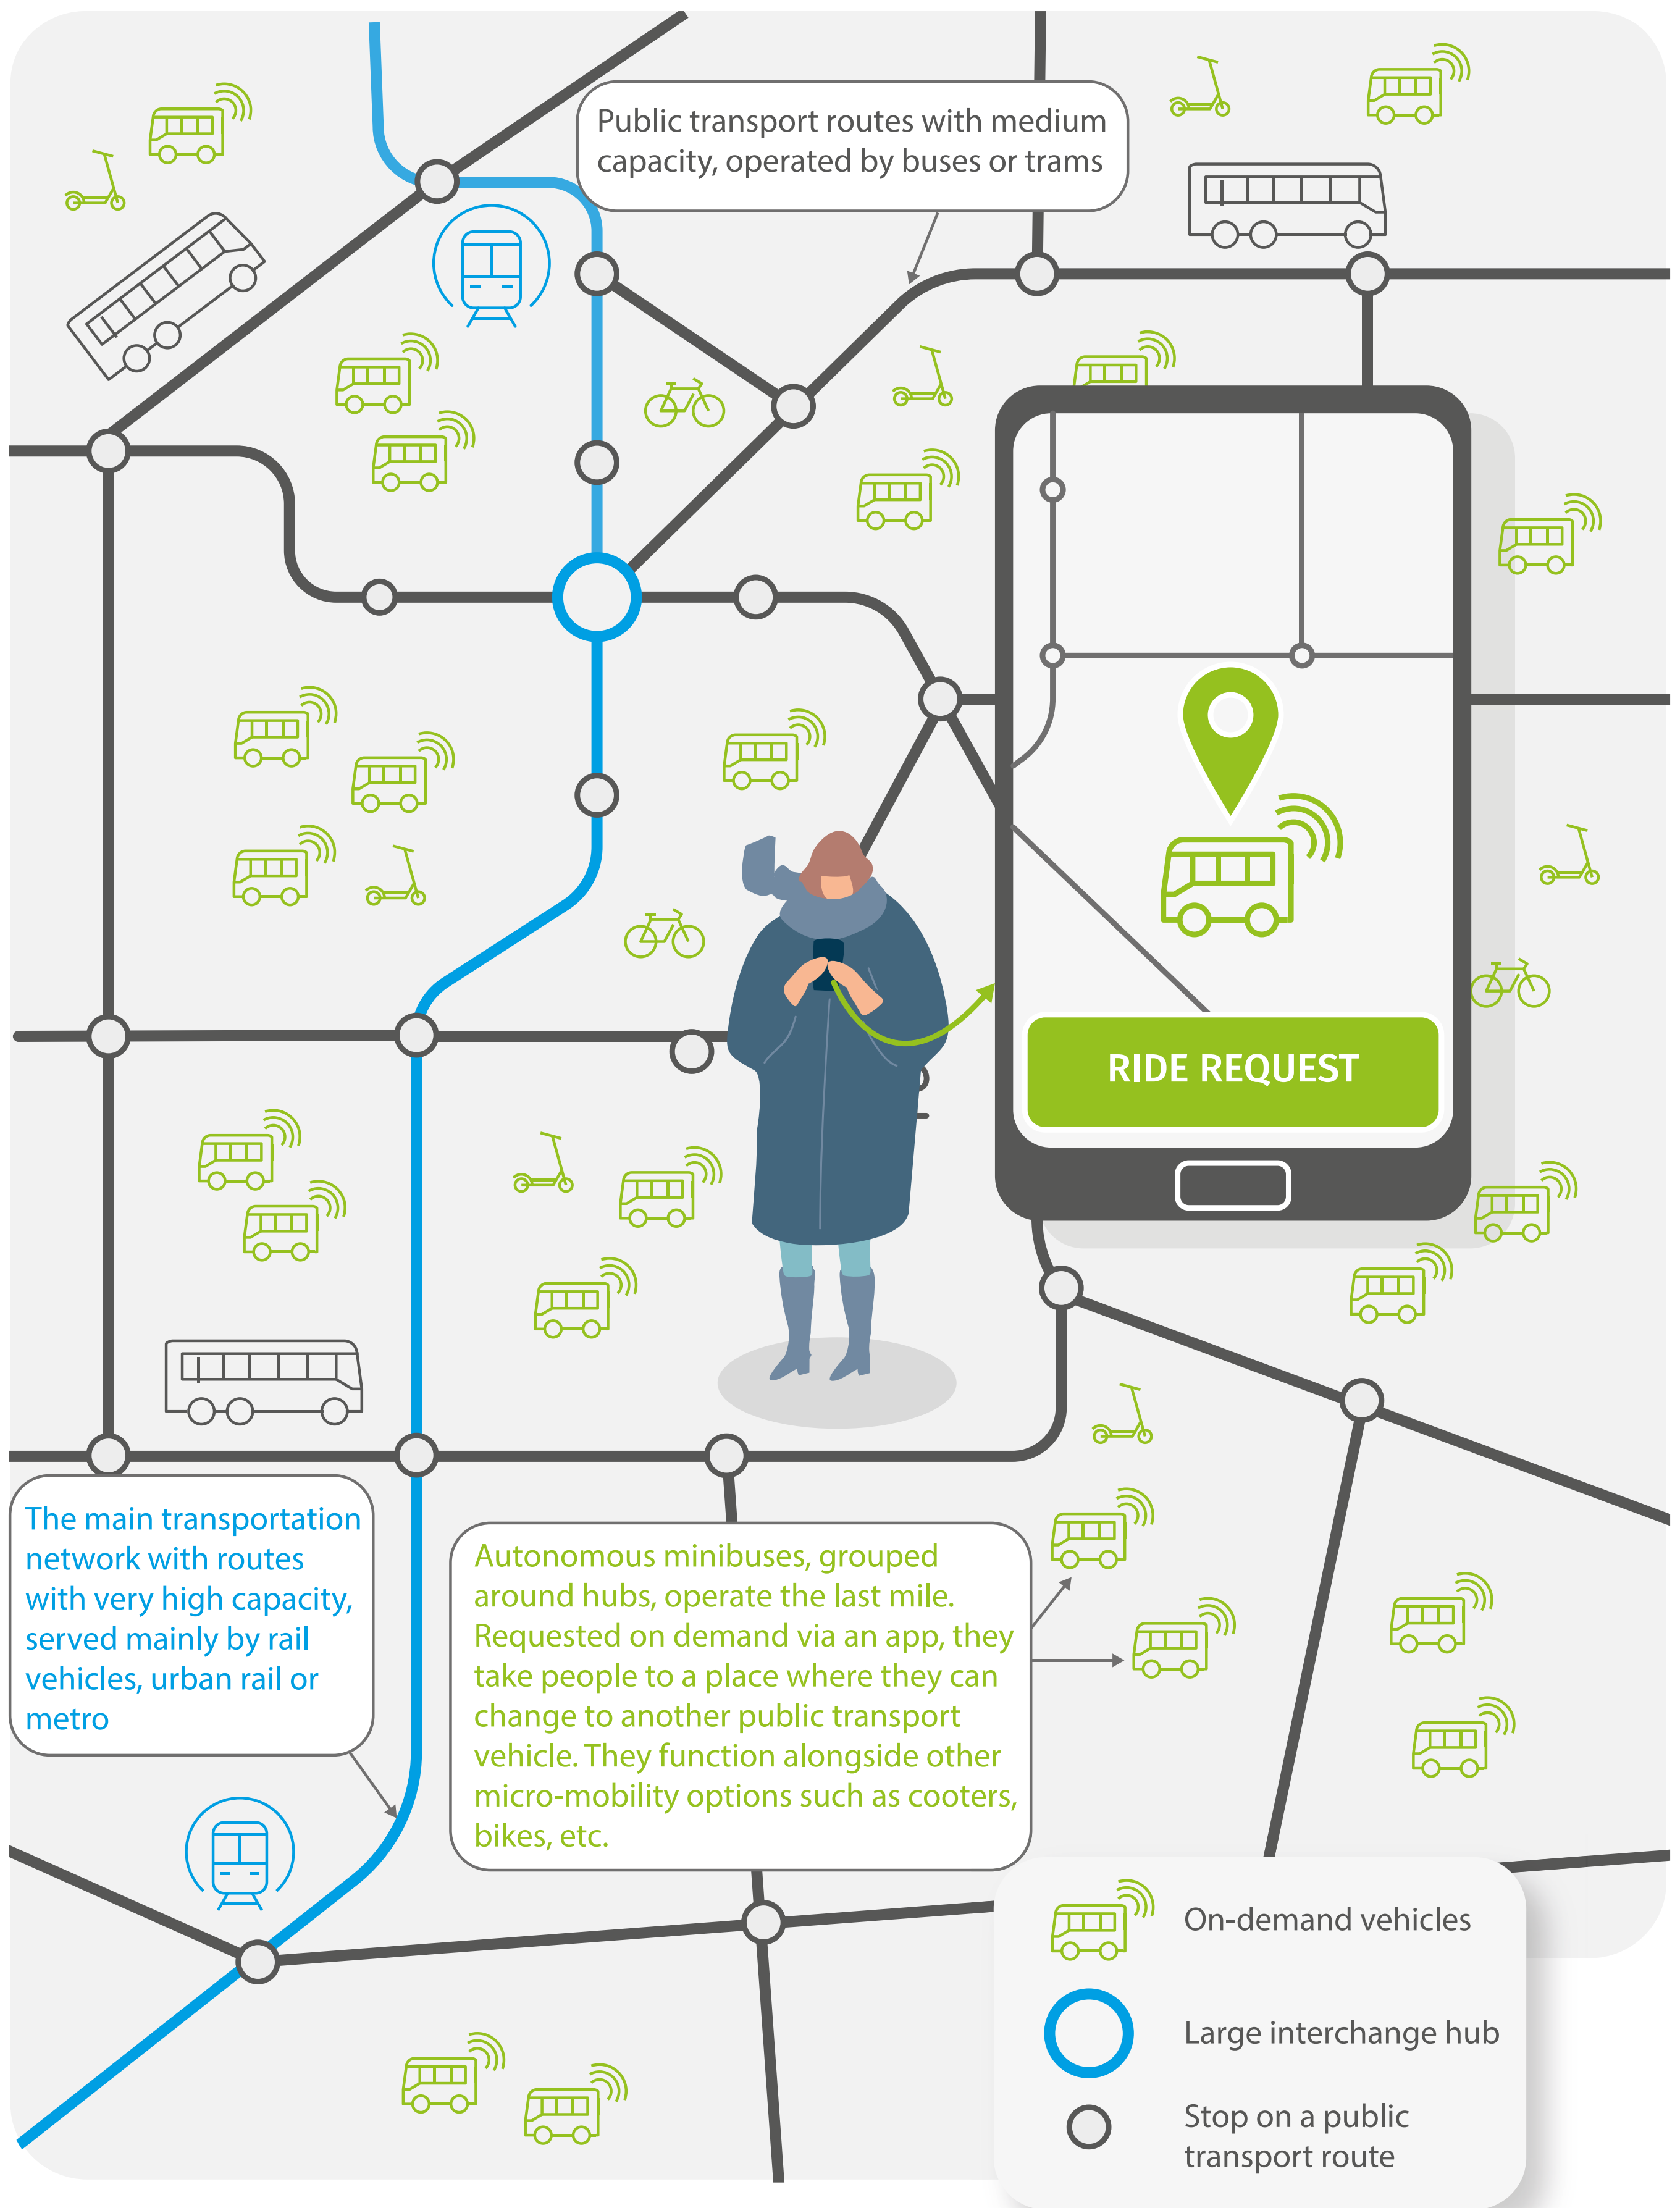 Public transport routes with medium
capacity, operated by buses or trams
RIDE REQUEST
The main transportation
network with routes
with very high capacity,
served mainly by rail
vehicles, urban rail or
metro
Autonomous minibuses, grouped
around hubs, operate the last mile.
Requested on demand via an app, they
take people to a place where they can
change to another public transport
vehicle. They function alongside other
micro-mobility options such as cooters,
bikes, etc.
On-demand vehicles
Large interchange hub
Stop on a public
transport route